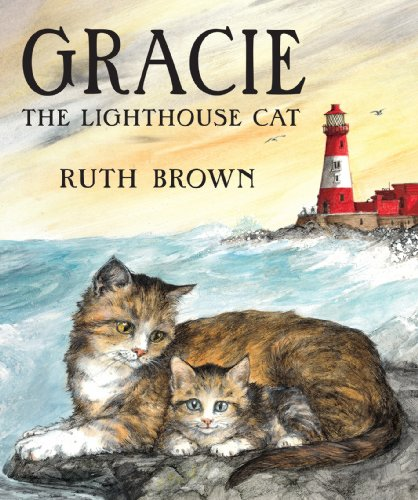 GRACIE
THE LIGHTHOUSE CAT
RUTH BROWN